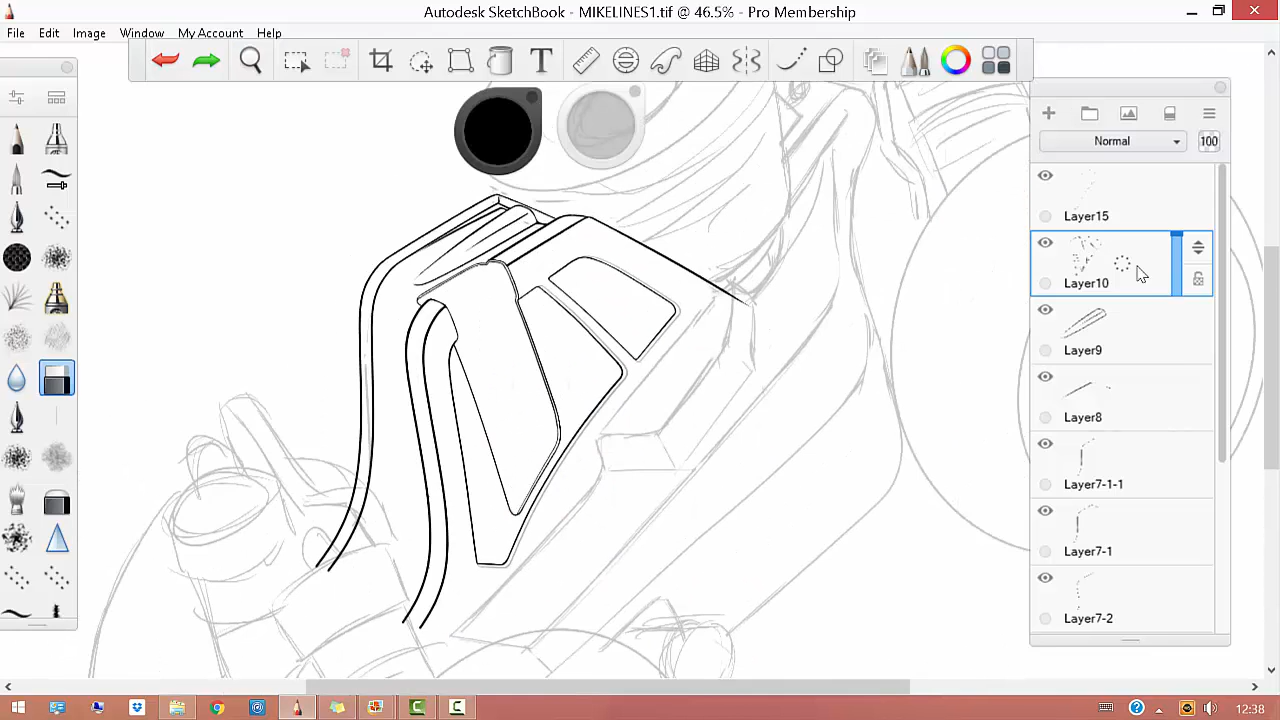 Autodesk SketchBook - MIKELINES1.tif @ 46.5% - Pro Membership
File Edit Image Window My Account Help
T
Normal 100
Layer15
Layer10
Layer9
Layer8
Layer7-1-1
Layer7-1
Layer7-2
12:38